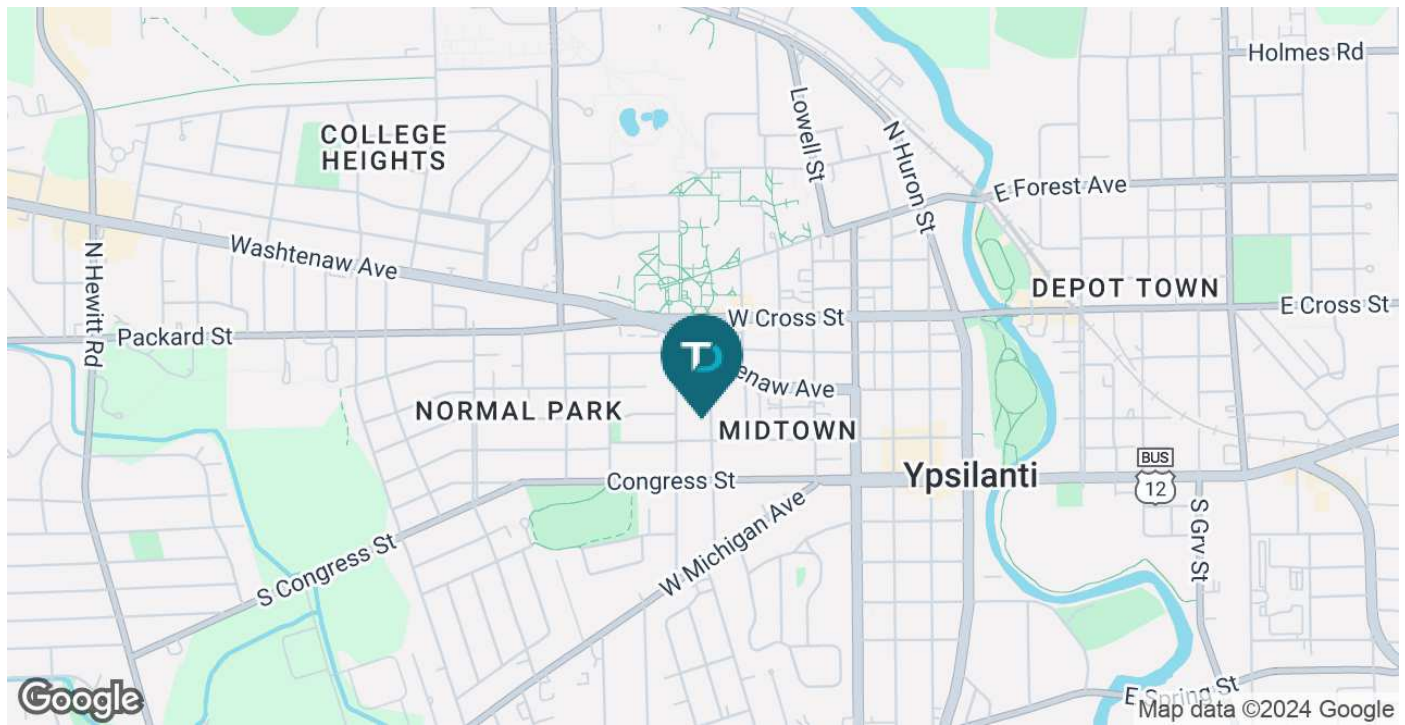 Holmes Rd
COLLEGE
HEIGHTS
Lowell St
N Huron St
E Forest Ave
Washtenaw Ave
N Hewitt Rd
DEPOT TOWN
E Cross St
W Cross St
Packard St
TD
enaw Ave
NORMAL PARK
MIDTOWN
BUS
12
Ypsilanti
Congress St
W Michigan Ave
S Grv St
S Congress St
E Spring St
Google
Map data ©2024 Google